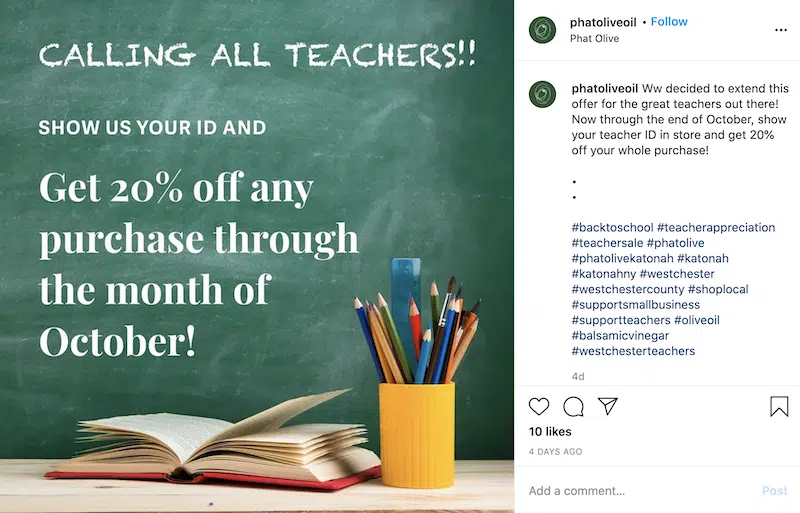 CALLING ALL TEACHERS!!
SHOW US YOUR ID AND
Get 20% off any
purchase through
the month of
October!
phatoliveoil • Follow
Phat Olive
phatoliveoil Ww decided to extend this
offer for the great teachers out there!
Now through the end of October, show
your teacher ID in store and get 20%
off your whole purchase!
•
•
#backtoschool #teacherappreciation
#teachersale #phatolive
#phatolivekatonah #katonah
#katonahny #westchester
#westchestercounty #shoplocal
#supportsmallbusiness
#supportteachers #oliveoil
#balsamicvinegar
#westchesterteachers
4d
10 likes
4 DAYS AGO
Add a comment...
Post